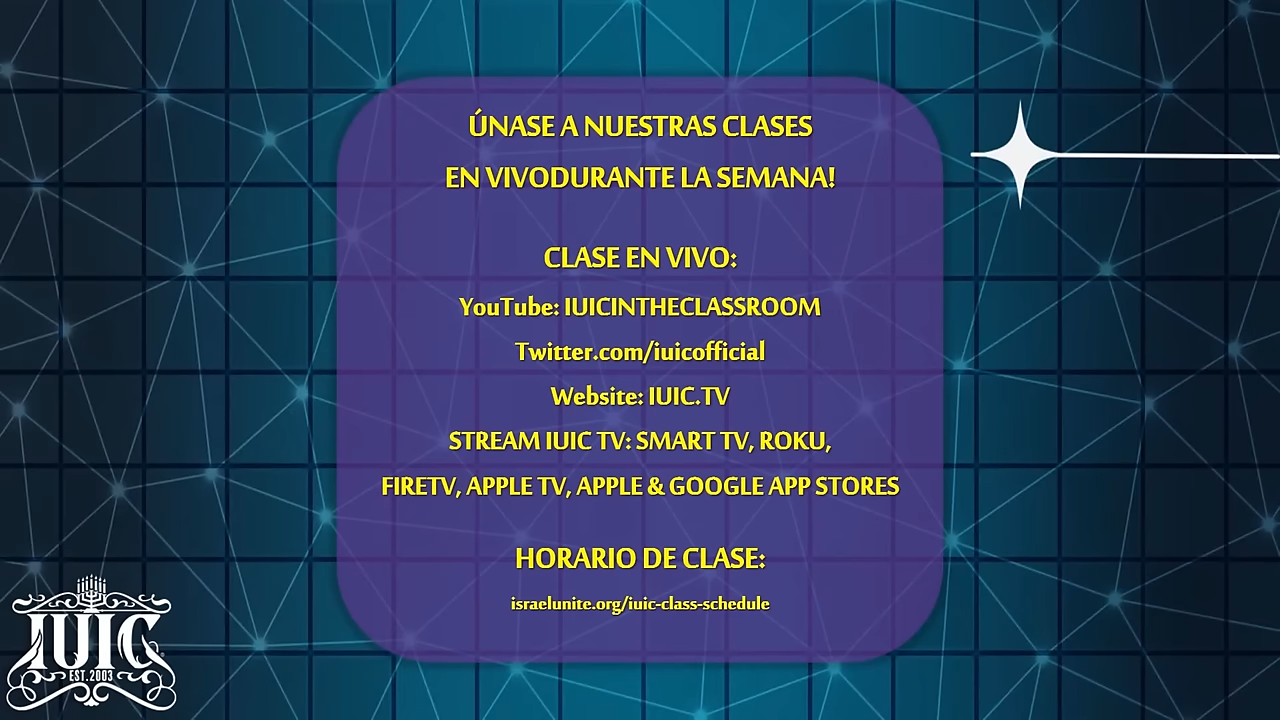 ÚNASE A NUESTRAS CLASES
EN VIVODURANTE LA SEMANA!
CLASE EN VIVO:
YouTube: IUICINTHECLASSROOM
Twitter.com/iuicofficial
Website: IUIC.TV
STREAM IUIC TV: SMART TV, ROKU,
FIRETV, APPLE TV, APPLE & GOOGLE APP STORES
HORARIO DE CLASE:
israelunite.org/iuic-class-schedule
IUIC
EST. 2003